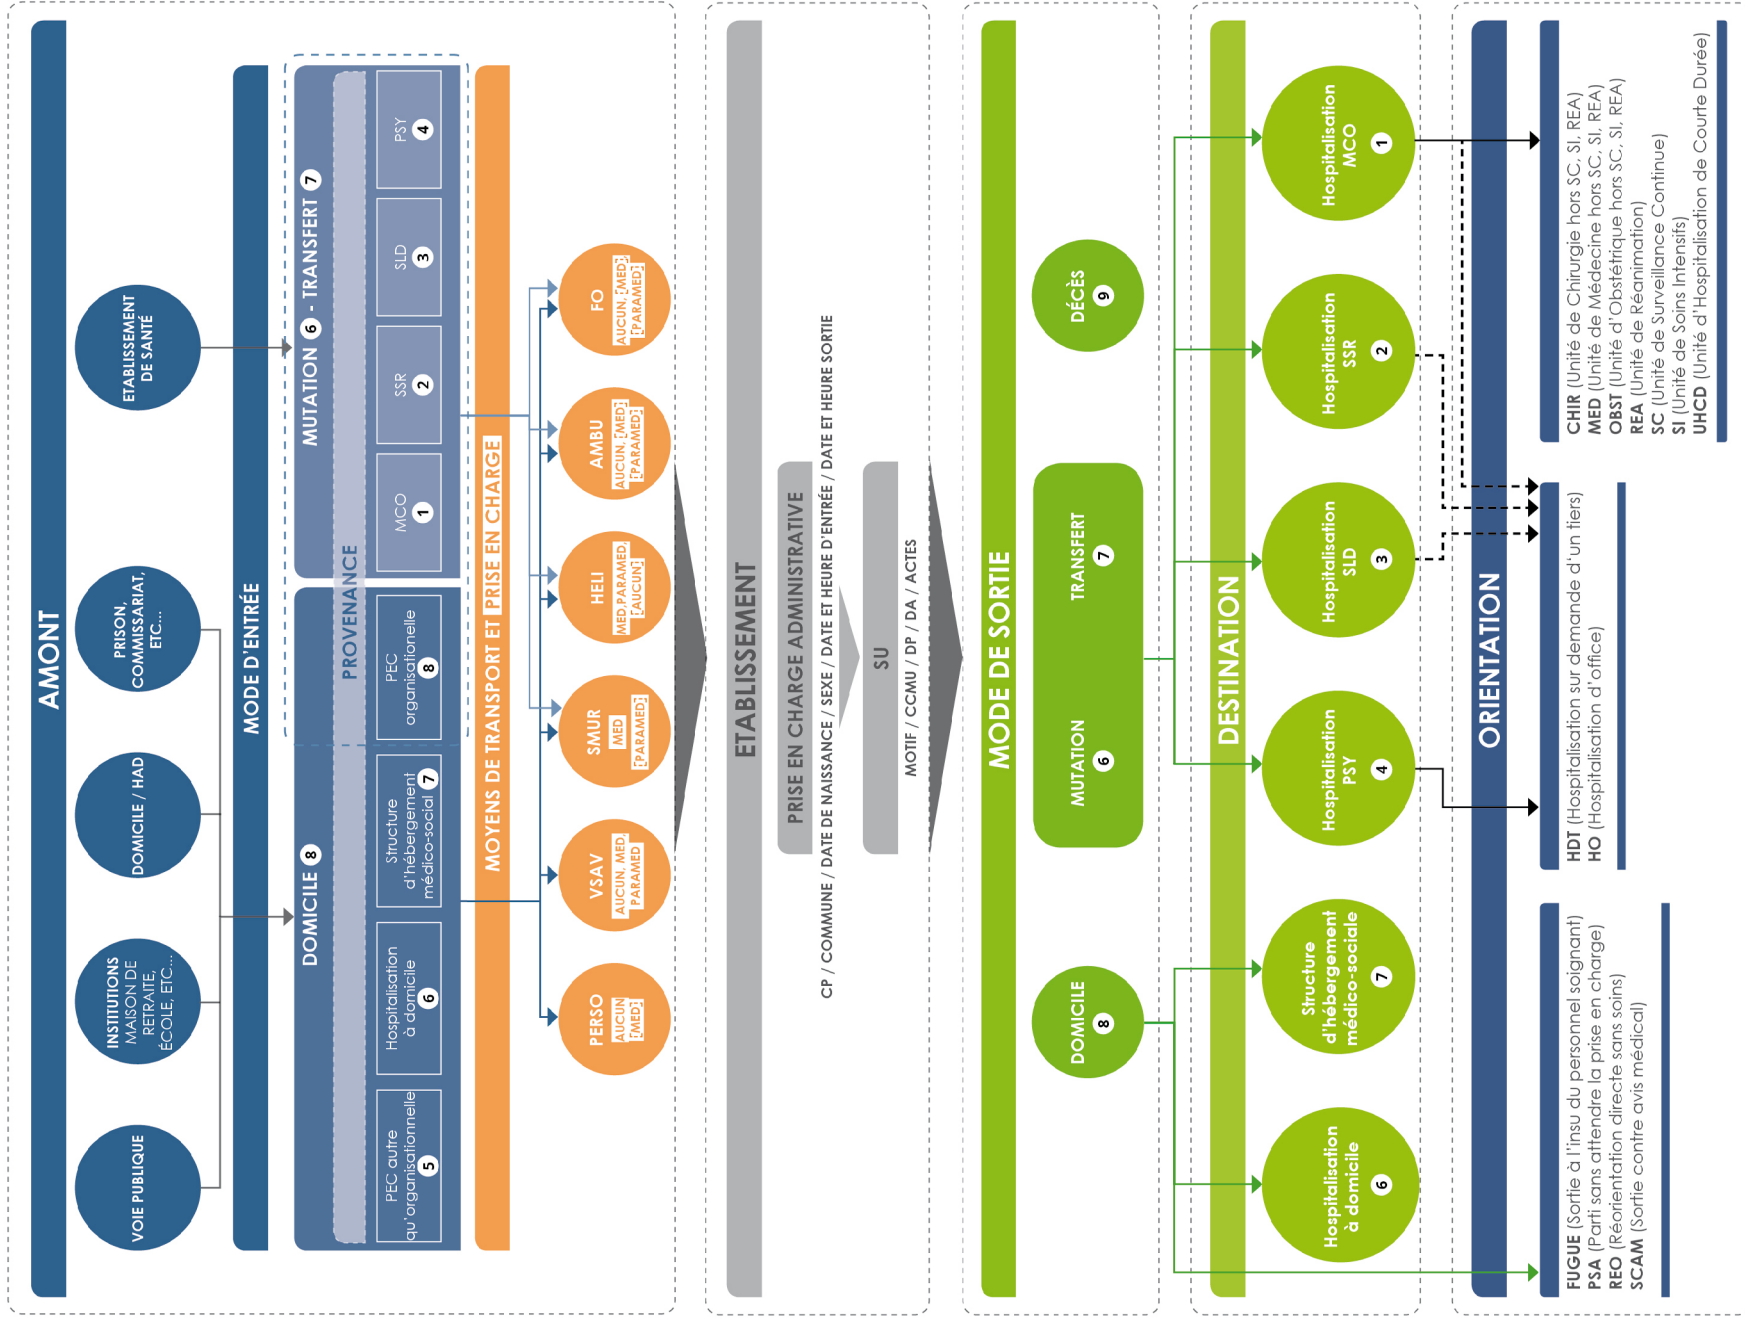 AMONT
VOIE PUBLIQUE
INSTITUTIONS
MAISON DE
RETRAITE,
ÉCOLE, ETC...
DOMICILE / HAD
PRISON,
COMMISSARIAT,
ETC...
ETABLISSEMENT
DE SANTÉ
MODE D'ENTRÉE
DOMICILE 8
MUTATION 6 - TRANSFERT 7
PROVENANCE
PEC autre
qu'organisationnelle
5
Hospitalisation
à domicile
6
Structure
d'hébergement
médico-social 7
PEC
organisationelle
8
MCO
1
SSR
2
SLD
3
PSY
4
MOYENS DE TRANSPORT ET PRISE EN CHARGE
PERSO
AUCUN
[MED]
VSAV
AUCUN, MED,
PARAMED
SMUR
MED
[PARAMED]
HELI
MED,PARAMED,
[AUCUN]
AMBU
AUCUN, [MED]
[PARAMED]
FO
AUCUN, [MED],
[PARAMED]
ETABLISSEMENT
PRISE EN CHARGE ADMINISTRATIVE
CP / COMMUNE / DATE DE NAISSANCE / SEXE / DATE ET HEURE D'ENTRÉE / DATE ET HEURE SORTIE
SU
MOTIF / CCMU / DP / DA / ACTES
MODE DE SORTIE
DOMICILE
8
MUTATION
6
TRANSFERT
7
DÉCÈS
9
DESTINATION
Hospitalisation
à domicile
6
Structure
d'hébergement
médico-sociale
7
Hospitalisation
PSY
4
Hospitalisation
SLD
3
Hospitalisation
SSR
2
Hospitalisation
MCO
1
ORIENTATION
FUGUE (Sortie à l'insu du personnel soignant)
PSA (Parti sans attendre la prise en charge)
REO (Réorientation directe sans soins)
SCAM (Sortie contre avis médical)
HDT (Hospitalisation sur demande d'un tiers)
HO (Hospitalisation d'office)
CHIR (Unité de Chirurgie hors SC, SI, REA)
MED (Unité de Médecine hors SC, SI, REA)
OBST (Unité d'Obstétrique hors SC, SI, REA)
REA (Unité de Réanimation)
SC (Unité de Surveillance Continue)
SI (Unité de Soins Intensifs)
UHCD (Unité d'Hospitalisation de Courte Durée)